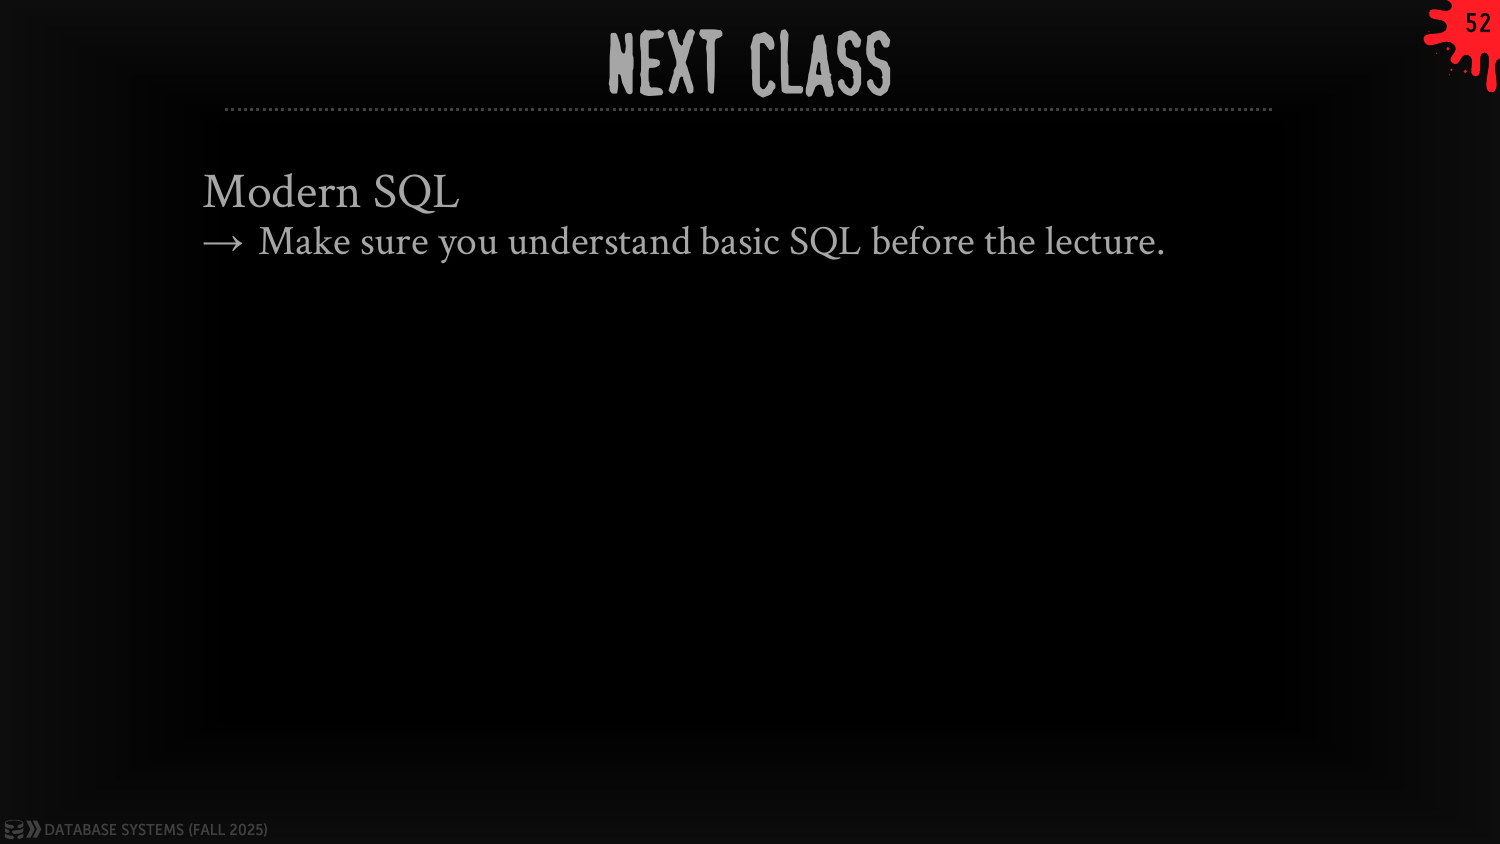 NEXT CLASS
52
Modern SQL
→ Make sure you understand basic SQL before the lecture.
DATABASE SYSTEMS (FALL 2025)